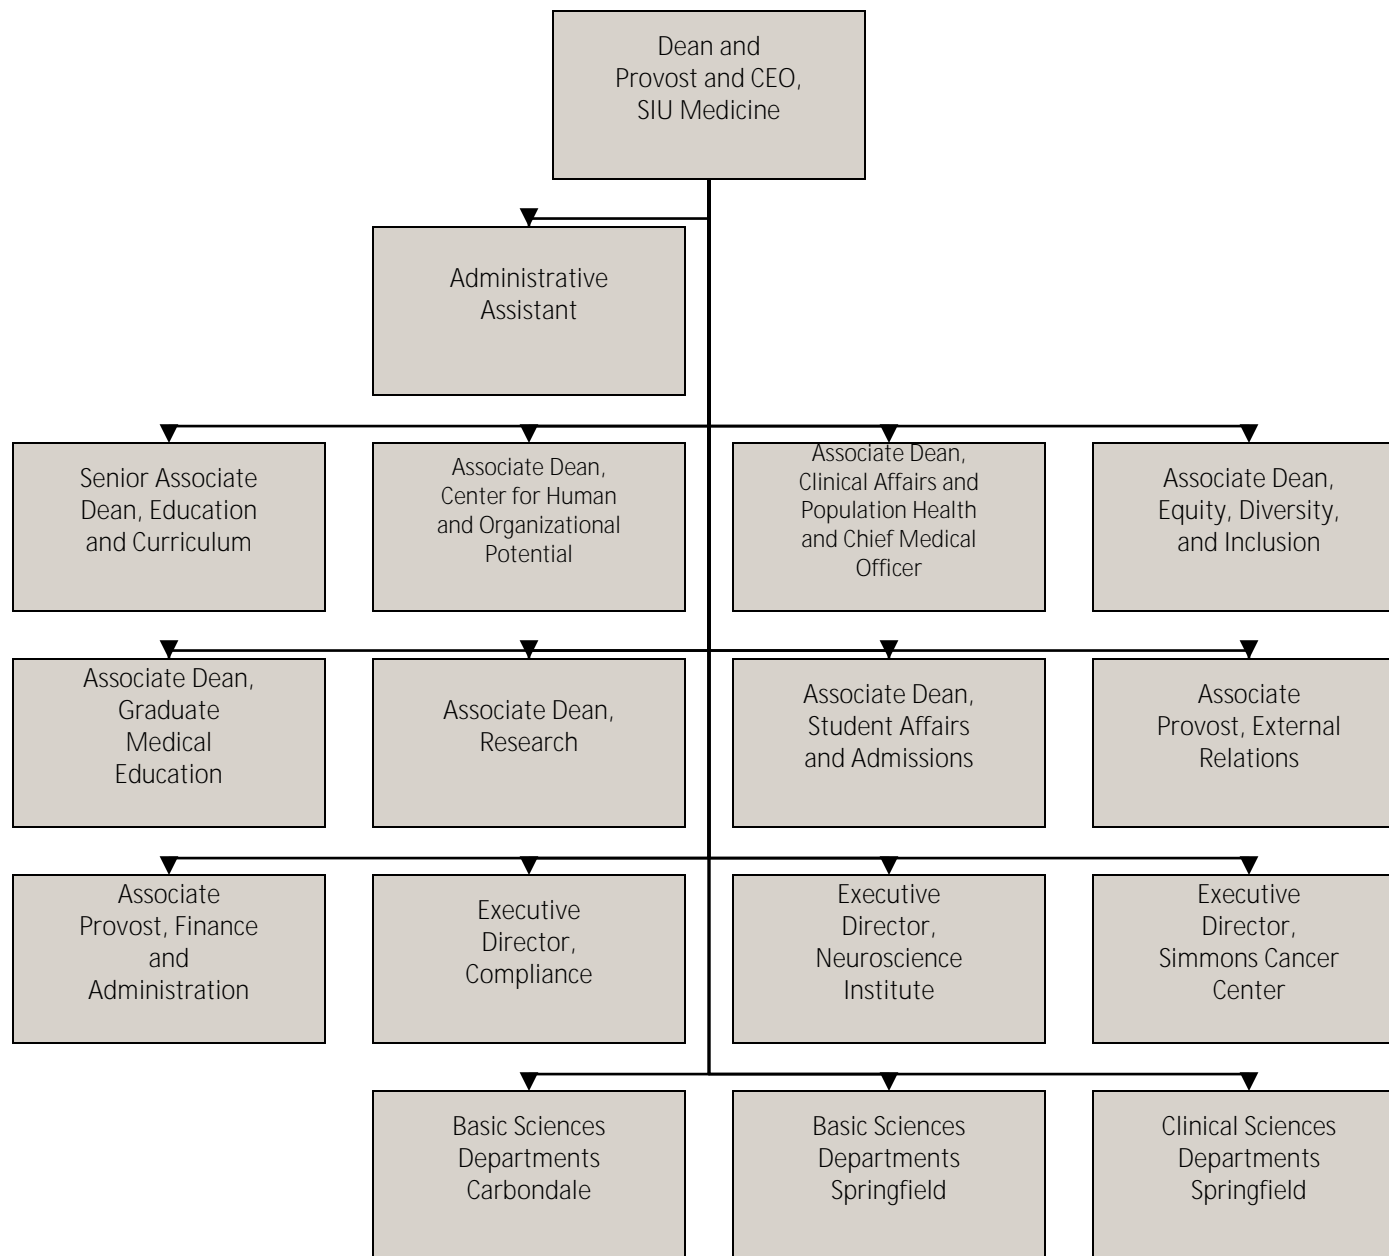 Dean and
Provost and CEO,
SIU Medicine
Administrative
Assistant
Senior Associate
Dean, Education
and Curriculum
Associate Dean,
Center for Human
and Organizational
Potential
Associate Dean,
Clinical Affairs and
Population Health
and Chief Medical
Officer
Associate Dean,
Equity, Diversity,
and Inclusion
Associate Dean,
Graduate
Medical
Education
Associate Dean,
Research
Associate Dean,
Student Affairs
and Admissions
Associate
Provost, External
Relations
Associate
Provost, Finance
and
Administration
Executive
Director,
Compliance
Executive
Director,
Neuroscience
Institute
Executive
Director,
Simmons Cancer
Center
Basic Sciences
Departments
Carbondale
Basic Sciences
Departments
Springfield
Clinical Sciences
Departments
Springfield